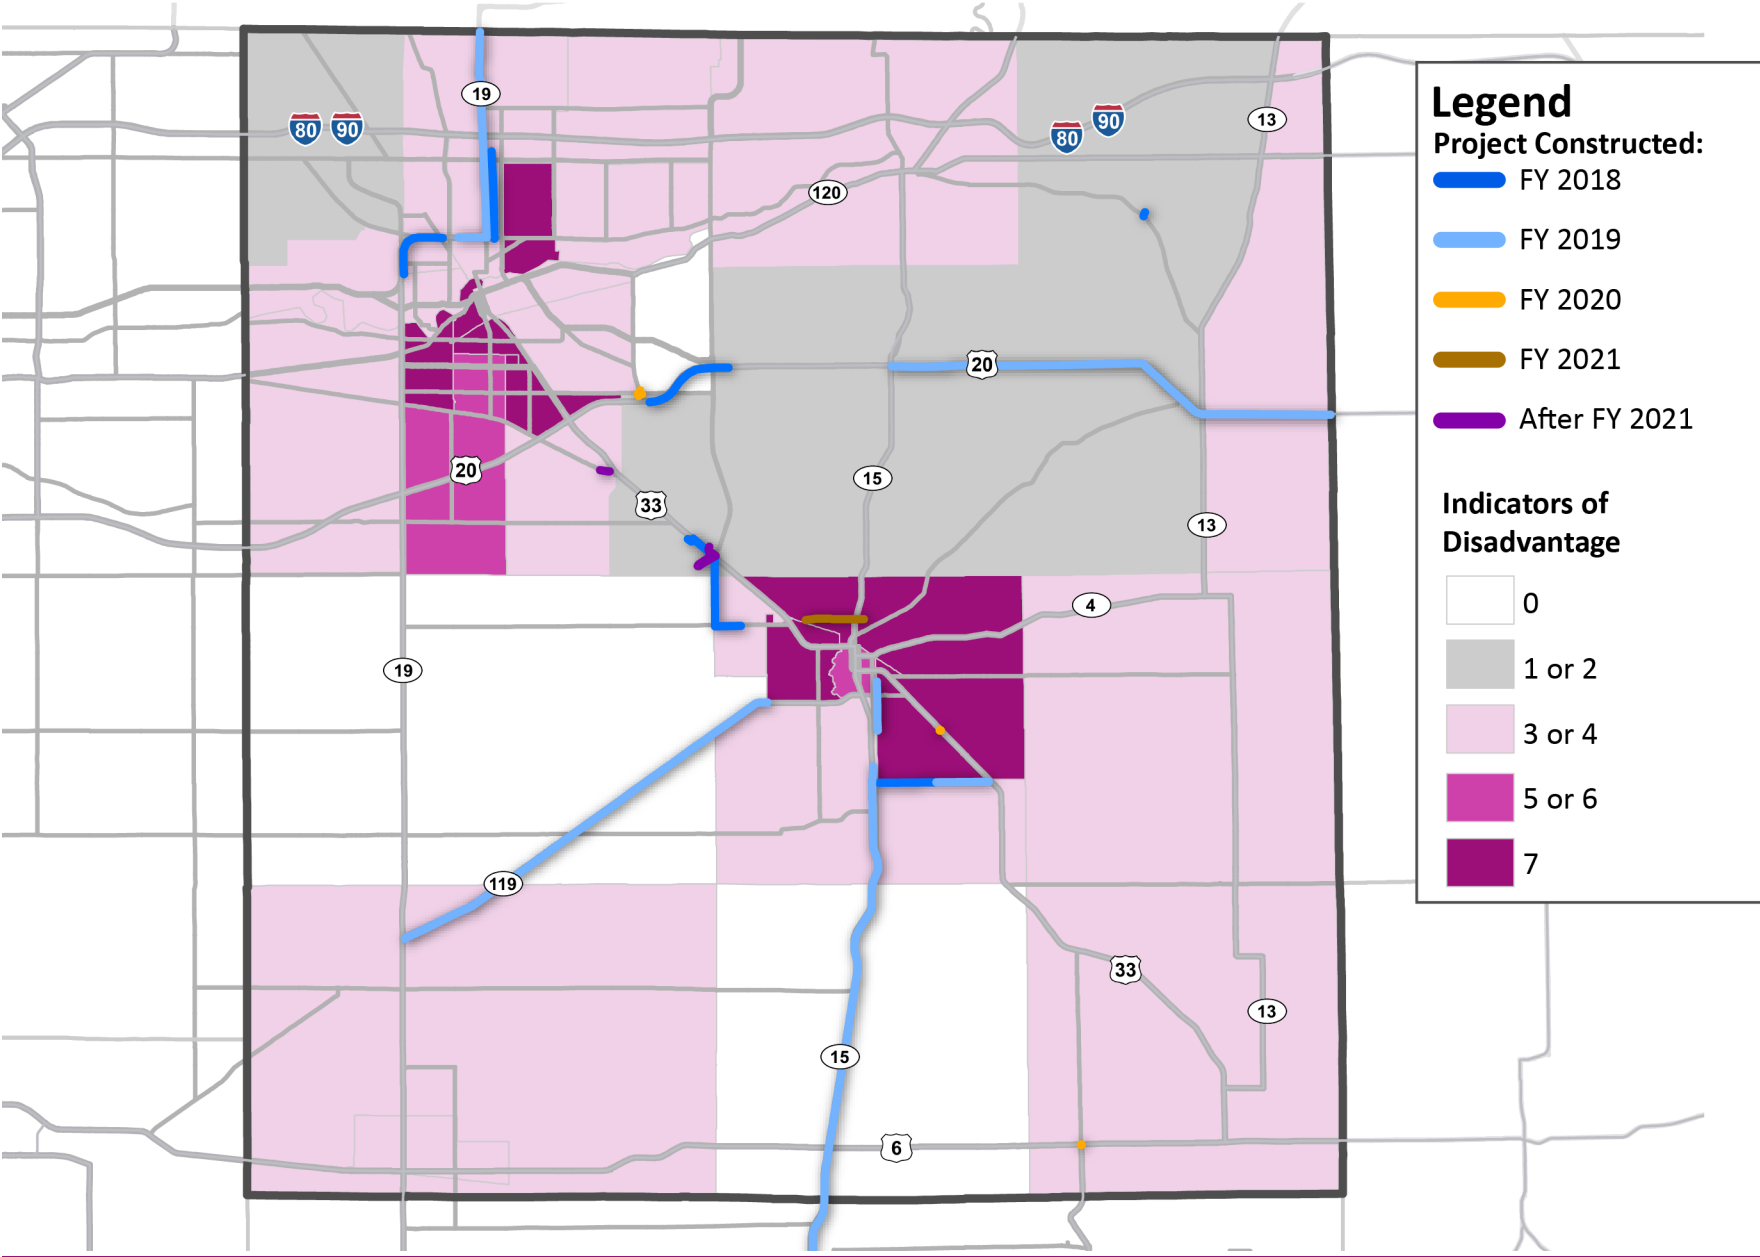 19
80 90
13
90
80
120
20
15
20
33
13
4
19
119
33
13
15
6
Legend
Project Constructed:
FY 2018
FY 2019
FY 2020
FY 2021
After FY 2021
Indicators of
Disadvantage
0
1 or 2
3 or 4
5 or 6
7